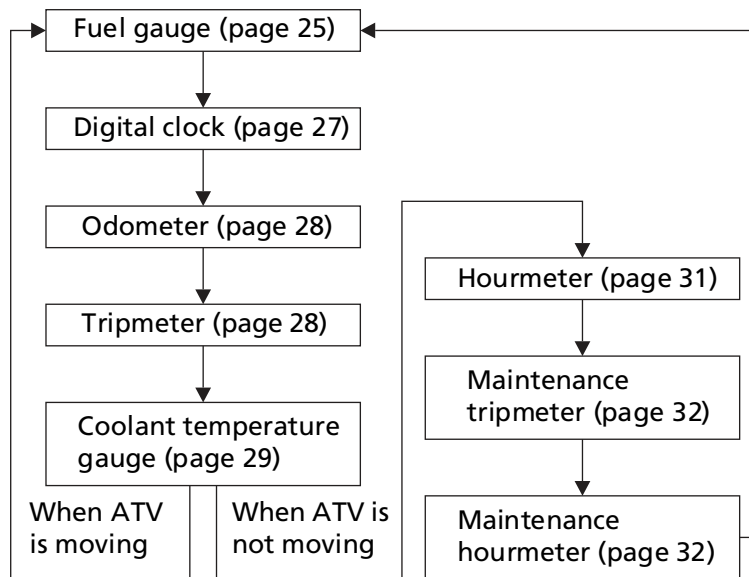 Fuel gauge (page 25)
Digital clock (page 27)
Odometer (page 28)
Tripmeter (page 28)
Coolant temperature
gauge (page 29)
When ATV
is moving
When ATV is
not moving
Hourmeter (page 31)
Maintenance
tripmeter (page 32)
Maintenance
hourmeter (page 32)